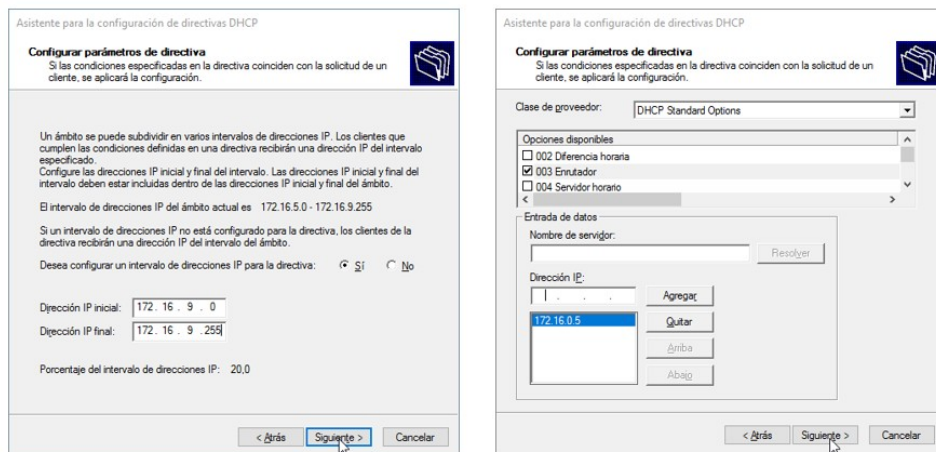 Asistente para la configuración de directivas DHCP
Configurar parámetros de directiva
Si las condiciones especificadas en la directiva coinciden con la solicitud de un
cliente, se aplicará la configuración.
Un ámbito se puede subdividir en varios intervalos de direcciones IP. Los clientes que
cumplen las condiciones definidas en una directiva recibirán una dirección IP del intervalo
especificado.
Configure las direcciones IP inicial y final del intervalo. Las direcciones IP inicial y final del
intervalo deben estar incluidas dentro de las direcciones IP inicial y final del ámbito.
El intervalo de direcciones IP del ámbito actual es 172.16.5.0 - 172.16.9.255
Si un intervalo de direcciones IP no está configurado para la directiva, los clientes de la
directiva recibirán una dirección IP del intervalo del ámbito.
Desea configurar un intervalo de direcciones IP para la directiva: Sí No
Dirección IP inicial: 172 . 16 . 9 . 0
Dirección IP final: 172 . 16 . 9 . 255
Porcentaje del intervalo de direcciones IP: 20,0
< Atrás Siguiente > Cancelar
Asistente para la configuración de directivas DHCP
Configurar parámetros de directiva
Si las condiciones especificadas en la directiva coinciden con la solicitud de un
cliente, se aplicará la configuración.
Clase de proveedor: DHCP Standard Options
Opciones disponibles
002 Diferencia horaria
003 Enrutador
004 Servidor horario
Entrada de datos
Nombre de servidor:
Resolver
Dirección IP:
. . . Agregar
172.16.0.5 Quitar
Arriba
Abajo
< Atrás Siguiente > Cancelar